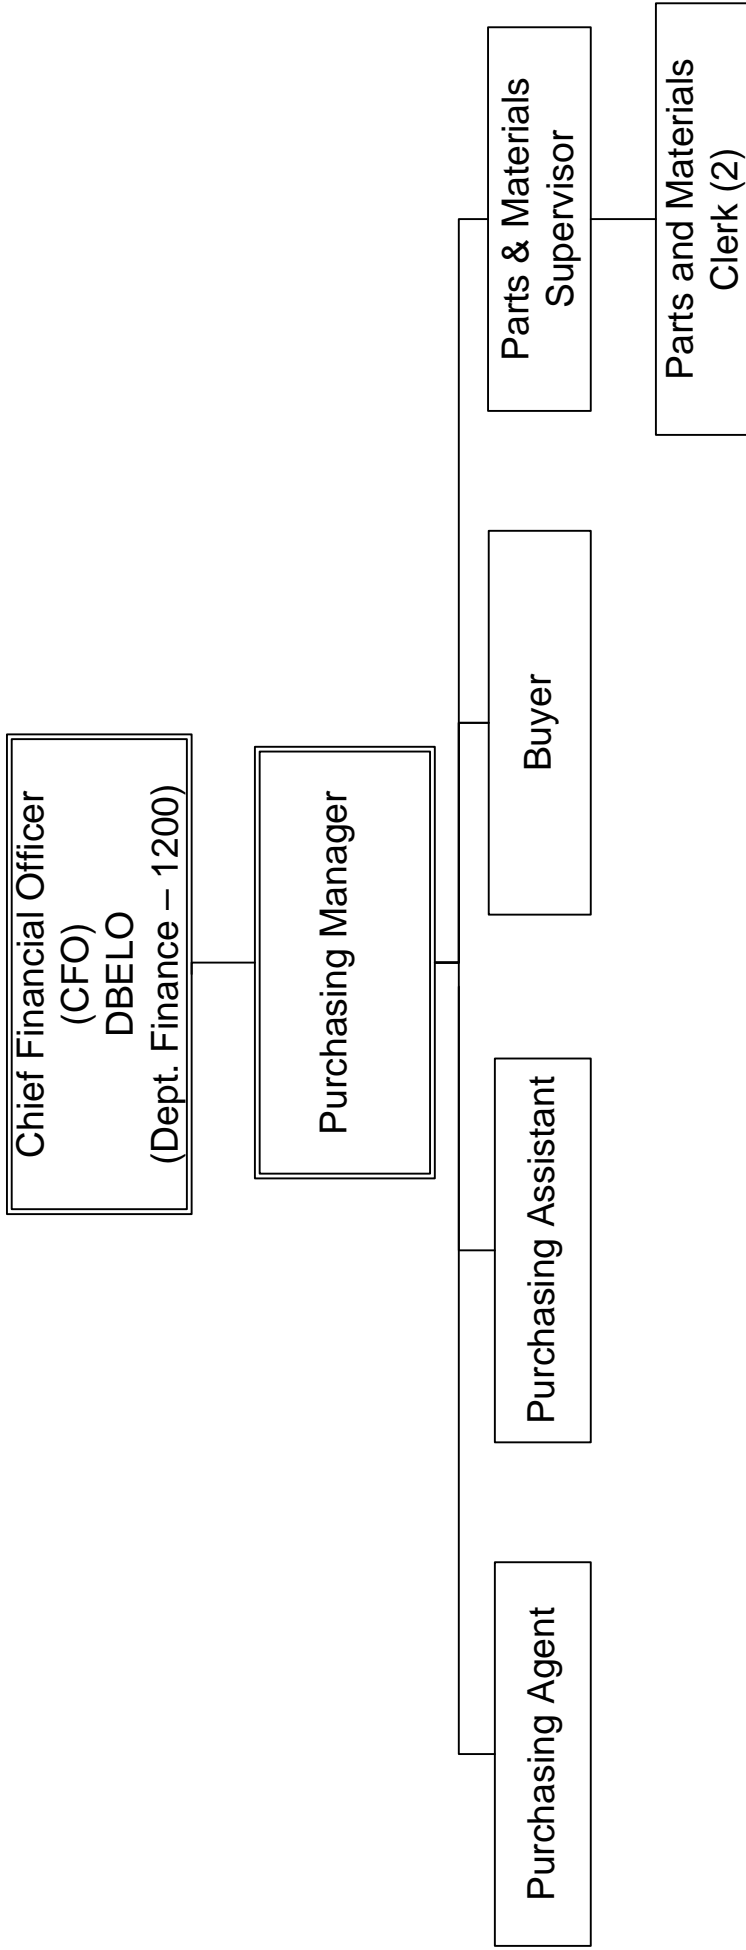 Chief Financial Officer
(CFO)
DBELO
(Dept. Finance – 1200)
Purchasing Manager
Purchasing Agent
Purchasing Assistant
Buyer
Parts & Materials
Supervisor
Parts and Materials
Clerk (2)